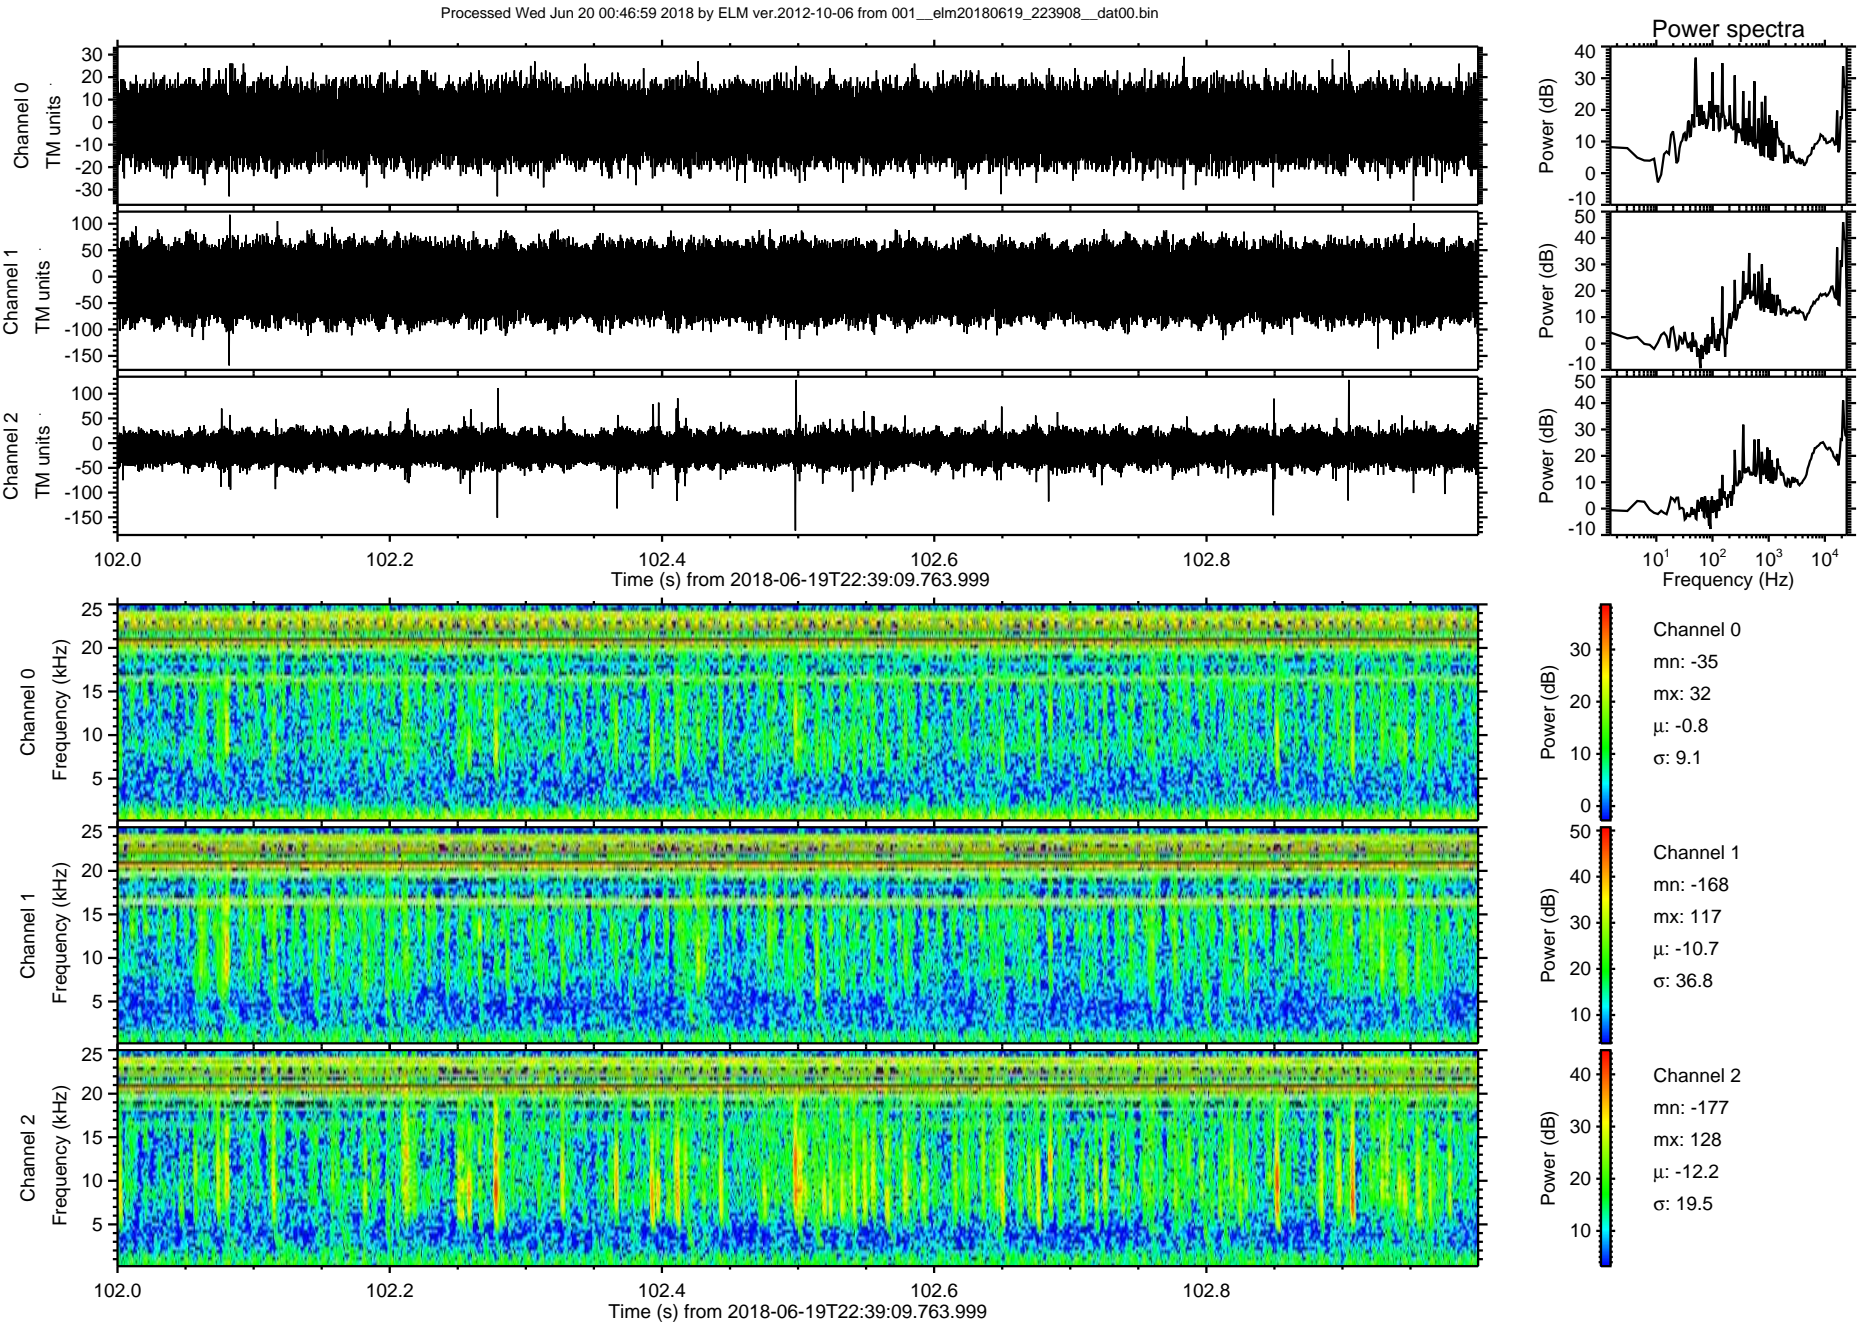 Processed Wed Jun 20 00:46:59 2018 by ELM ver.2012-10-06 from 001__elm20180619_223908__dat00.bin
Power spectra
Channel 0
TM units
30
20
10
0
-10
-20
-30
Power (dB)
40
30
20
10
0
-10
Channel 1
TM units
100
50
0
-50
-100
-150
Power (dB)
50
40
30
20
10
0
-10
Channel 2
TM units
100
50
0
-50
-100
-150
Power (dB)
50
40
30
20
10
0
-10
102.0 102.2 102.4 102.6 102.8
Time (s) from 2018-06-19T22:39:09.763.999
10^1 10^2 10^3 10^4
Frequency (Hz)
Channel 0
Frequency (kHz)
25
20
15
10
5
Power (dB)
30
20
10
0
Channel 0
mn: -35
mx: 32
µ: -0.8
σ: 9.1
Channel 1
Frequency (kHz)
25
20
15
10
5
Power (dB)
50
40
30
20
10
Channel 1
mn: -168
mx: 117
µ: -10.7
σ: 36.8
Channel 2
Frequency (kHz)
25
20
15
10
5
Power (dB)
40
30
20
10
Channel 2
mn: -177
mx: 128
µ: -12.2
σ: 19.5
102.0 102.2 102.4 102.6 102.8
Time (s) from 2018-06-19T22:39:09.763.999